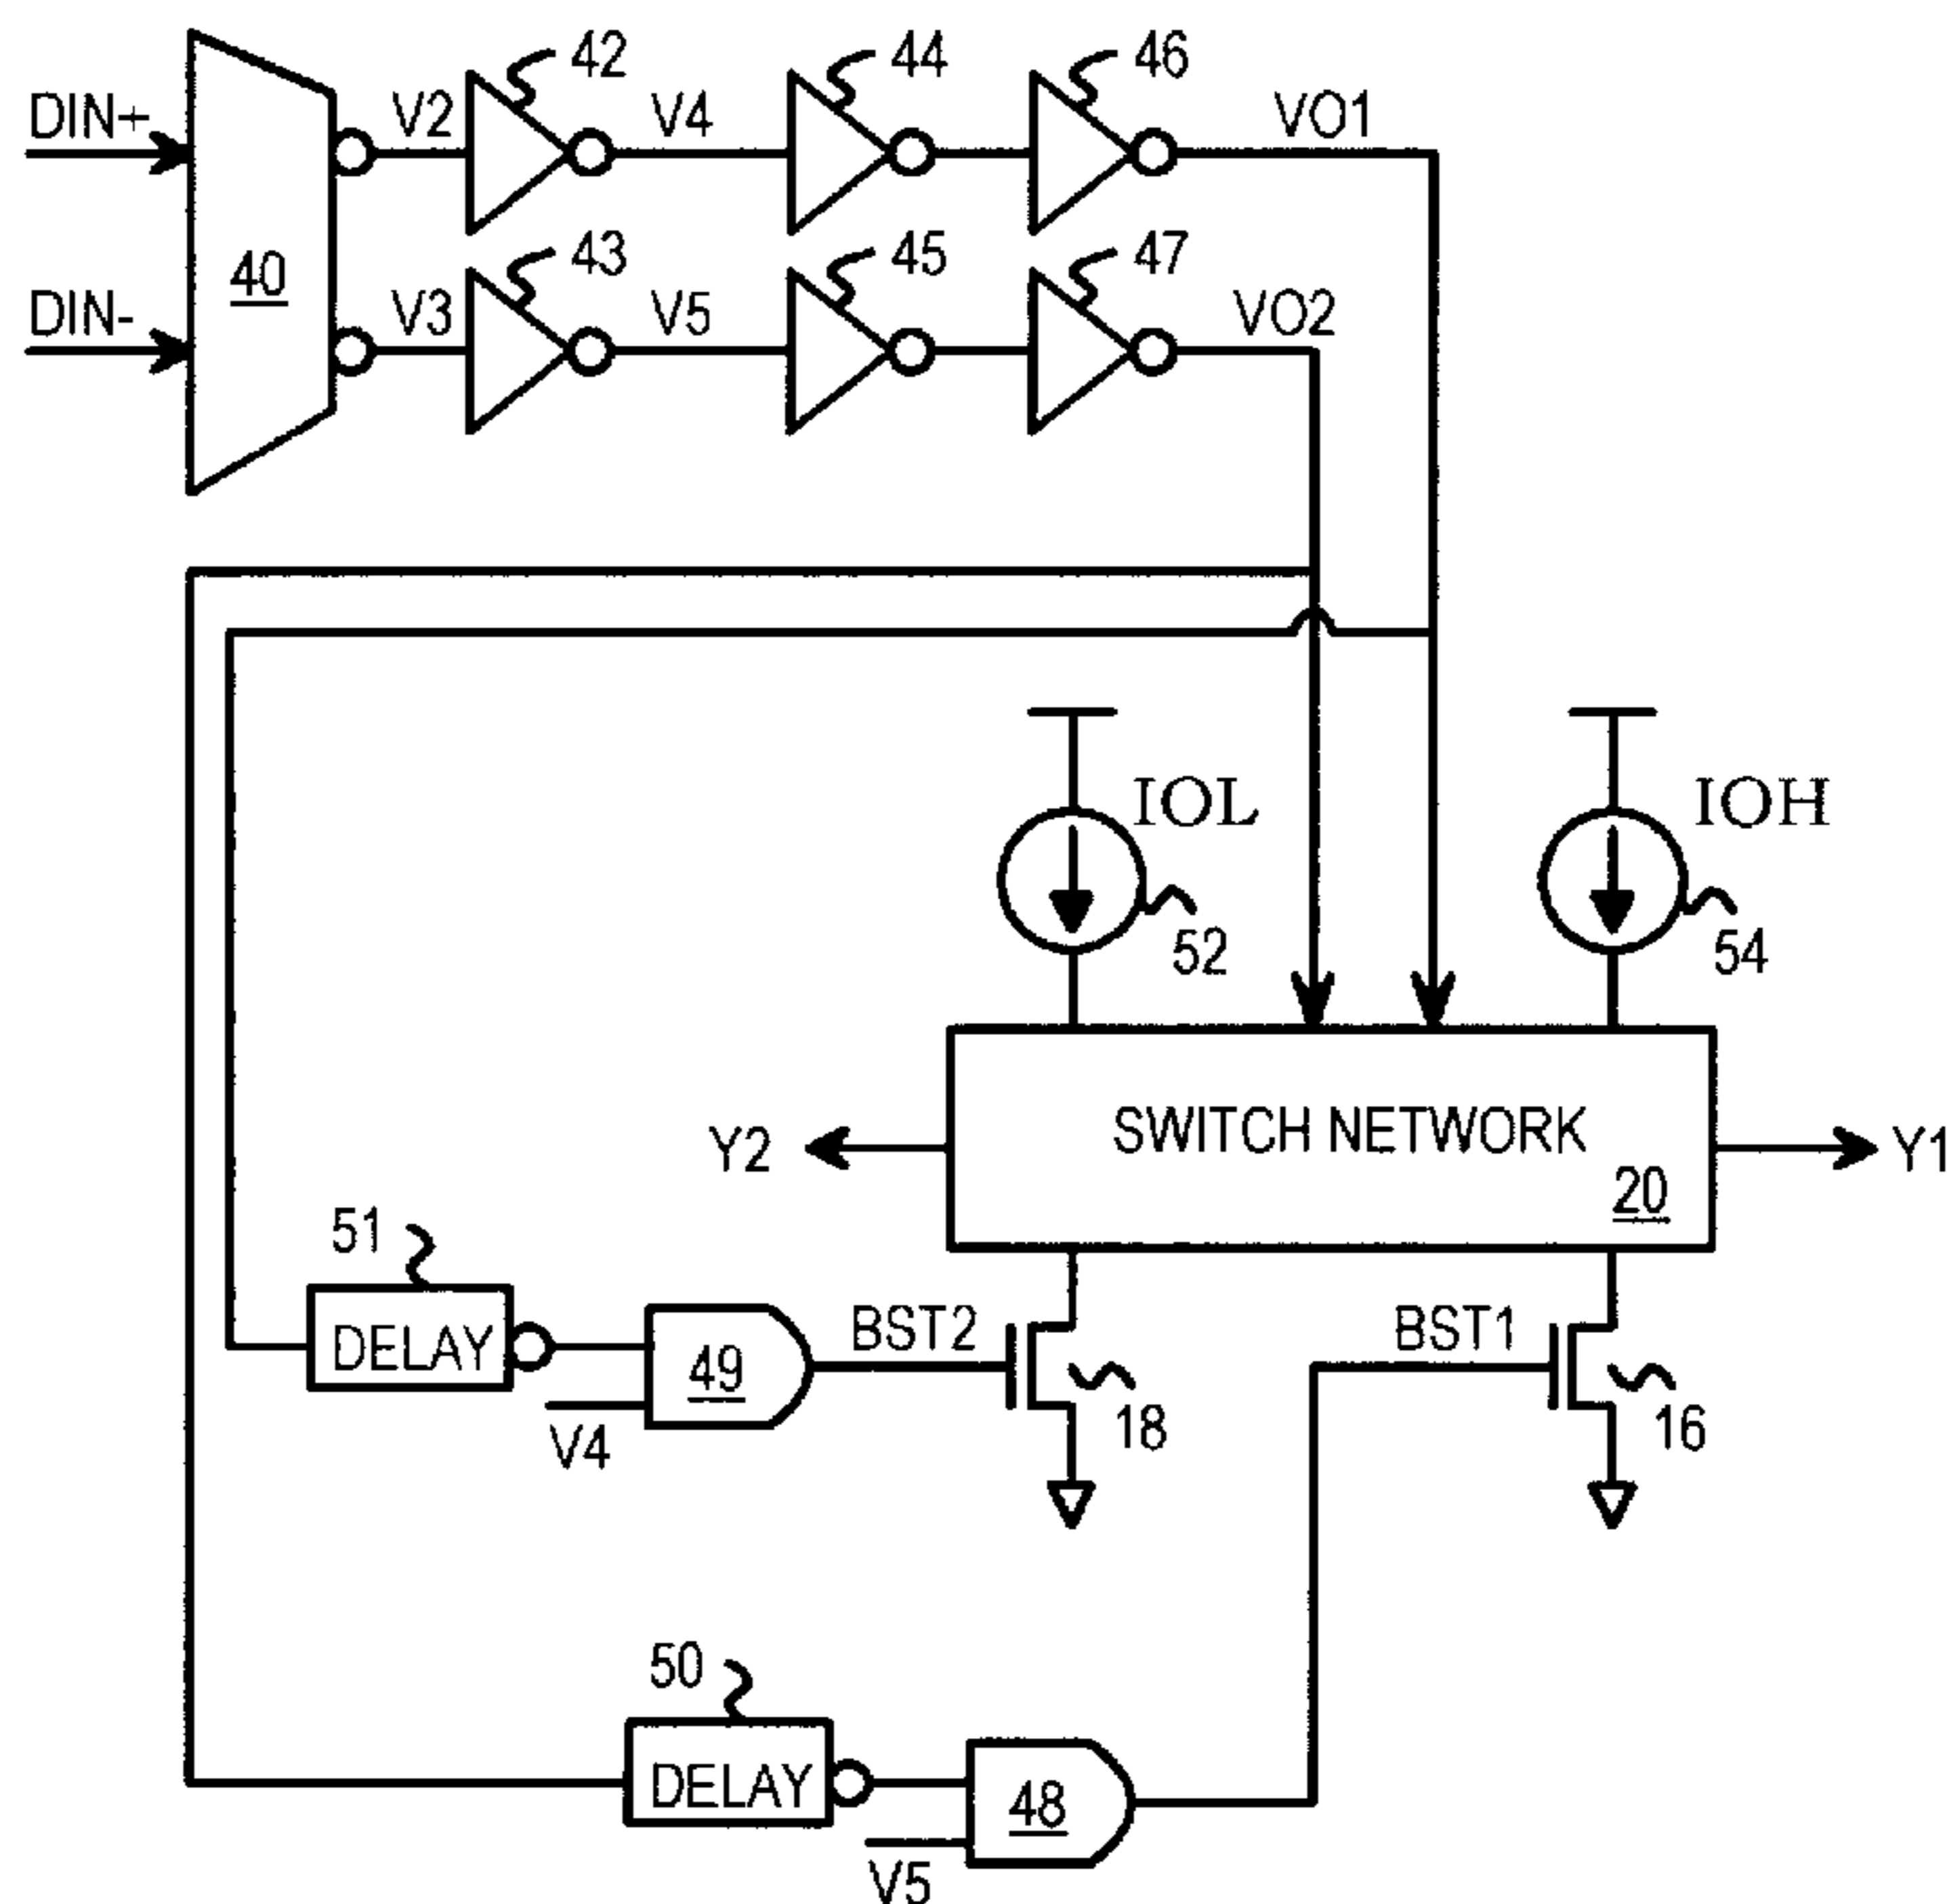 42
44
46
DIN+
V2
V4
VO1
40
43
45
47
DIN-
V3
V5
VO2
IOL
IOH
52
54
SWITCH NETWORK
20
Y2
Y1
51
DELAY
49
V4
BST2
18
BST1
16
50
DELAY
48
V5